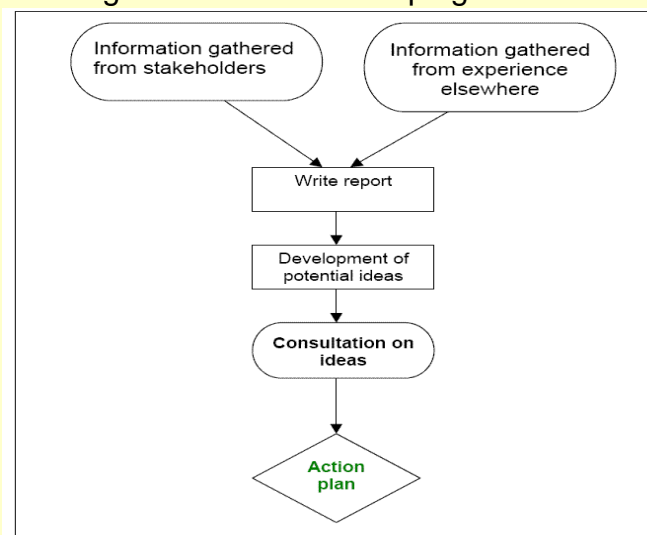 Information gathered
from stakeholders
Information gathered
from experience
elsewhere
Write report
Development of
potential ideas
Consultation on
ideas
Action
plan